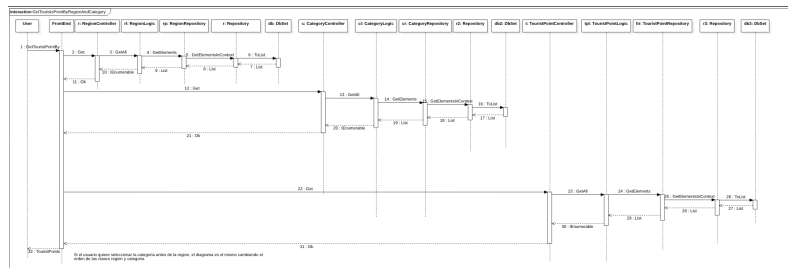 interaction GetTouristPointByRegionAndCategory
User
FrontEnd
r: RegionController
rl: RegionLogic
rp: RegionRepository
r: Repository
db: DbSet
c: CategoryController
cl: CategoryLogic
cr: CategoryRepository
r2: Repository
db2: DbSet
t: TouristPointController
tpl: TouristPointLogic
r3: Repository
db3: DbSet
1 : GetTouristPointBy
2 : Get
3 : GetAll
4 : GetElements
5 : GetElementsInContext
6 : ToList
7 : List
8 : List
9 : List
10 : IEnumerable
11 : Ok
12 : Get
13 : GetAll
14 : GetElements
15 : GetElementsInContext
16 : ToList
17 : List
18 : List
19 : List
20 : IEnumerable
21 : Ok
22 : Get
23 : GetAll
24 : GetElements
25 : GetElementsInContext
26 : ToList
27 : List
28 : List
29 : List
30 : IEnumerable
31 : Ok
32 : TouristPoints
Si el usuario quiere seleccionar la categoria antes de la region, el diagrama es el mismo cambiando el
orden de las clases region y categoria